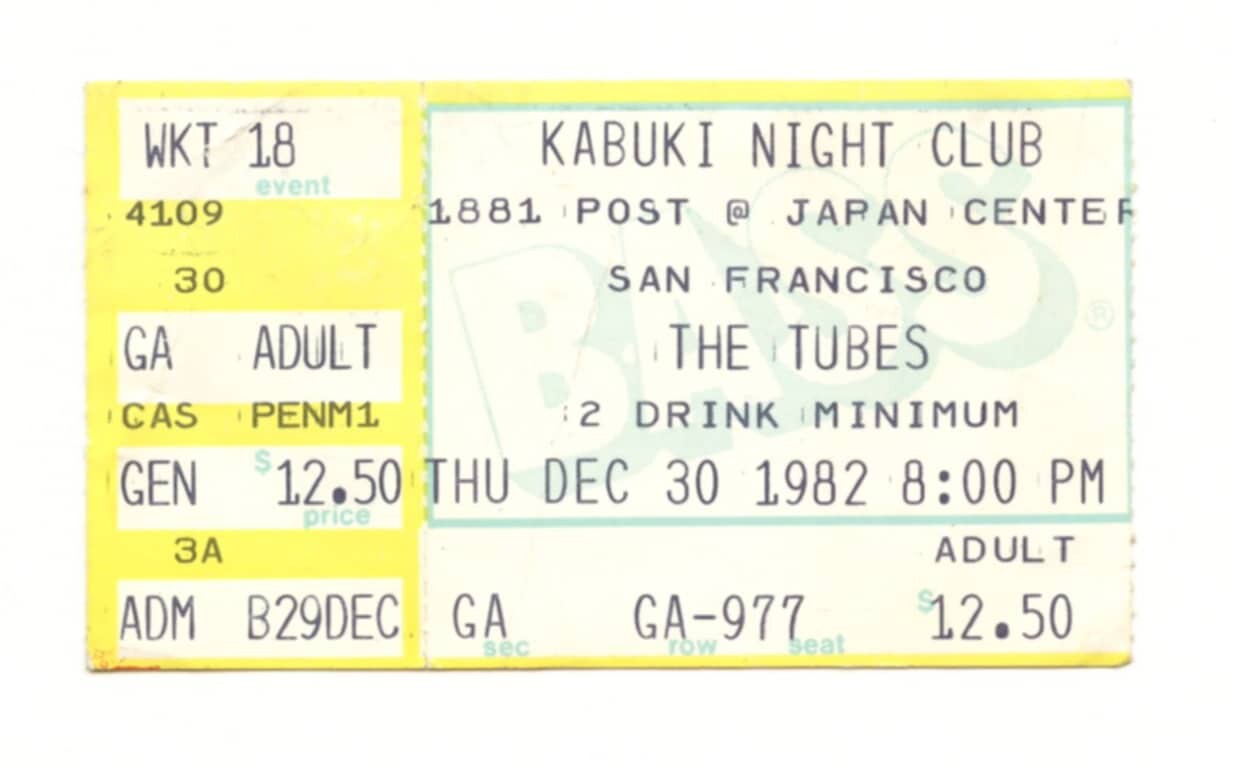 WKT 18
event
4109
30
GA ADULT
CAS PENM1
GEN $12.50
price
3A
ADM B29DEC
BASS®
KABUKI NIGHT CLUB
1881 POST @ JAPAN CENTER
SAN FRANCISCO
THE TUBES
2 DRINK MINIMUM
THU DEC 30 1982 8:00 PM
ADULT
GA GA-977 $12.50
sec row seat